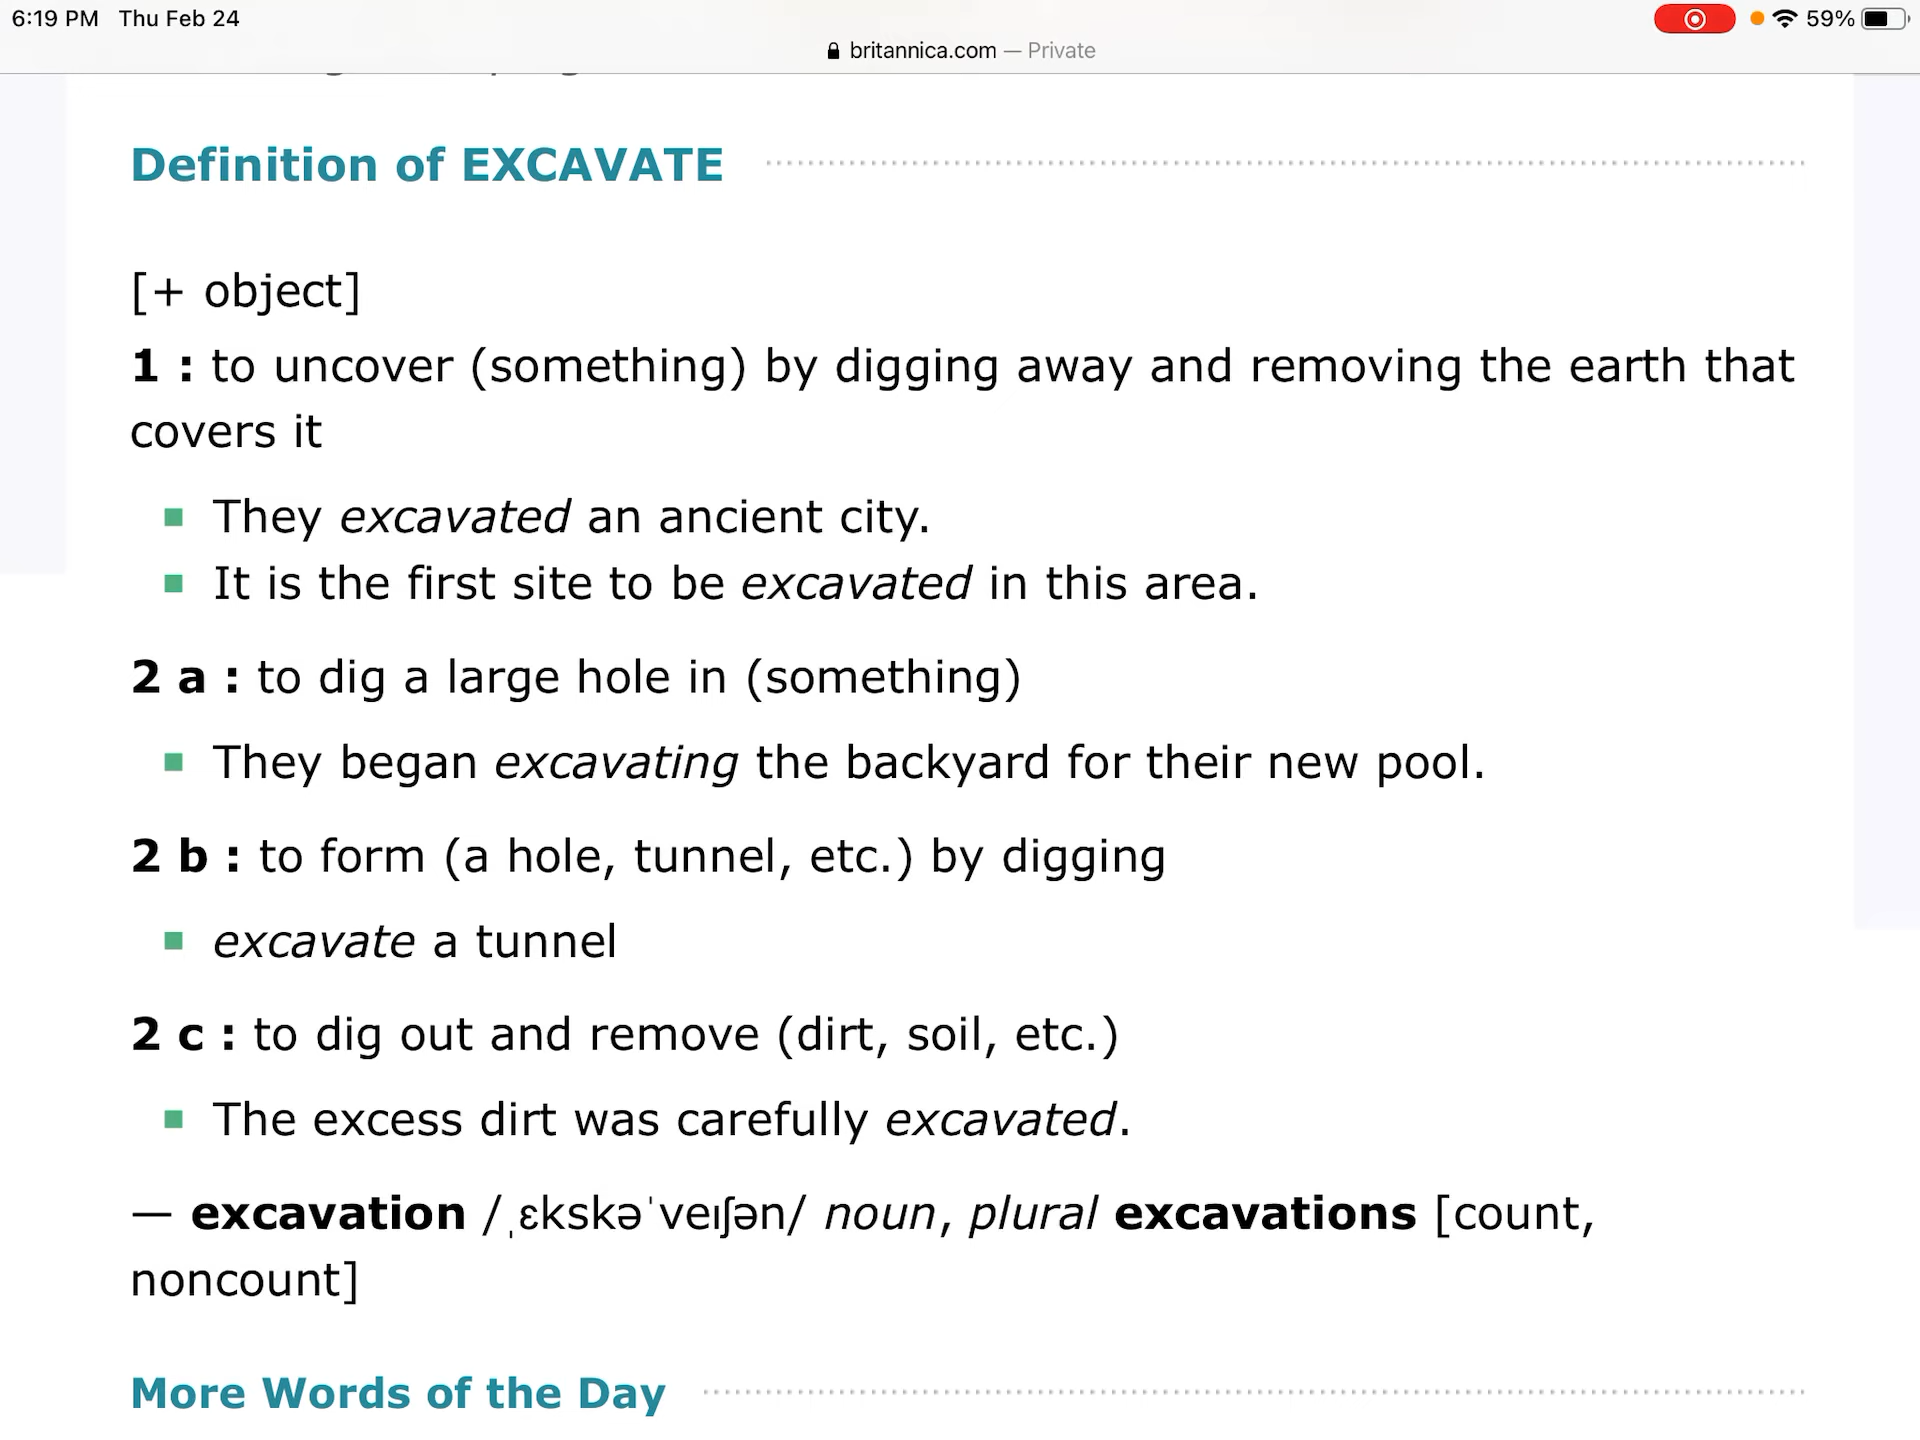 6:19 PM Thu Feb 24
59%
britannica.com — Private
Definition of EXCAVATE
[+ object]
1 : to uncover (something) by digging away and removing the earth that
covers it
They excavated an ancient city.
It is the first site to be excavated in this area.
2 a : to dig a large hole in (something)
They began excavating the backyard for their new pool.
2 b : to form (a hole, tunnel, etc.) by digging
excavate a tunnel
2 c : to dig out and remove (dirt, soil, etc.)
The excess dirt was carefully excavated.
— excavation /ˌɛkskəˈveɪʃən/ noun, plural excavations [count,
noncount]
More Words of the Day